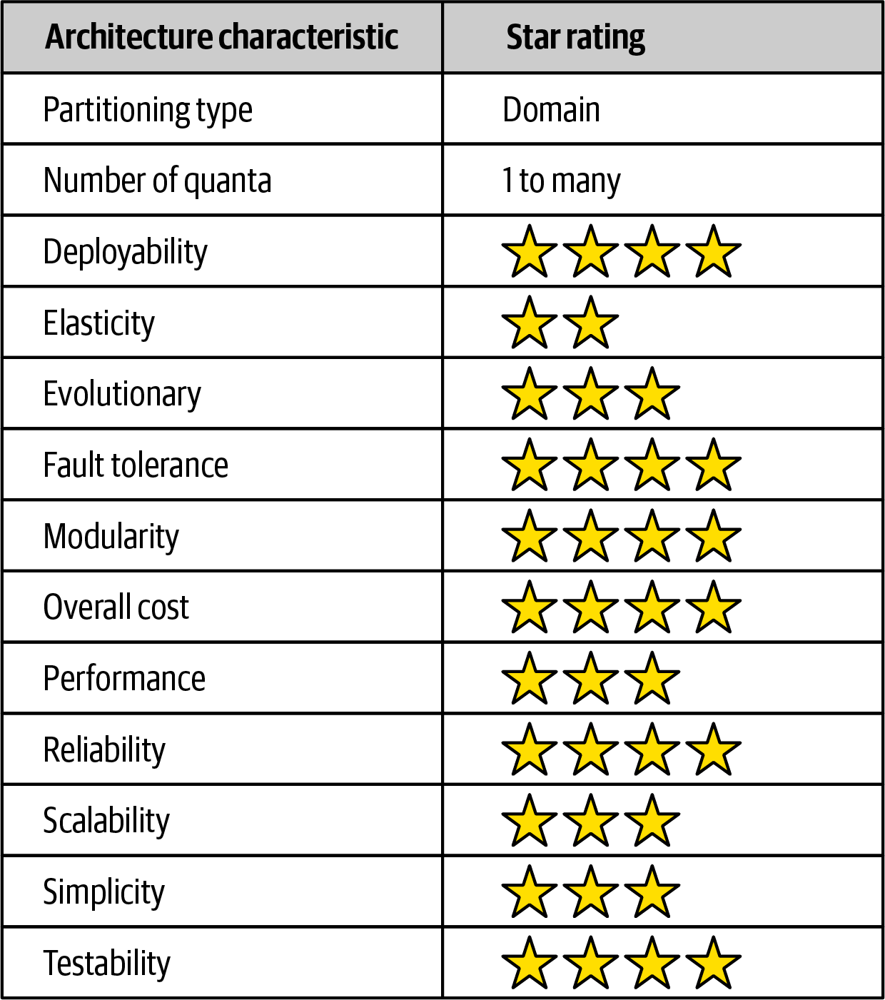 Architecture characteristic
Star rating
Partitioning type
Domain
Number of quanta
1 to many
Deployability
Elasticity
Evolutionary
Fault tolerance
Modularity
Overall cost
Performance
Reliability
Scalability
Simplicity
Testability